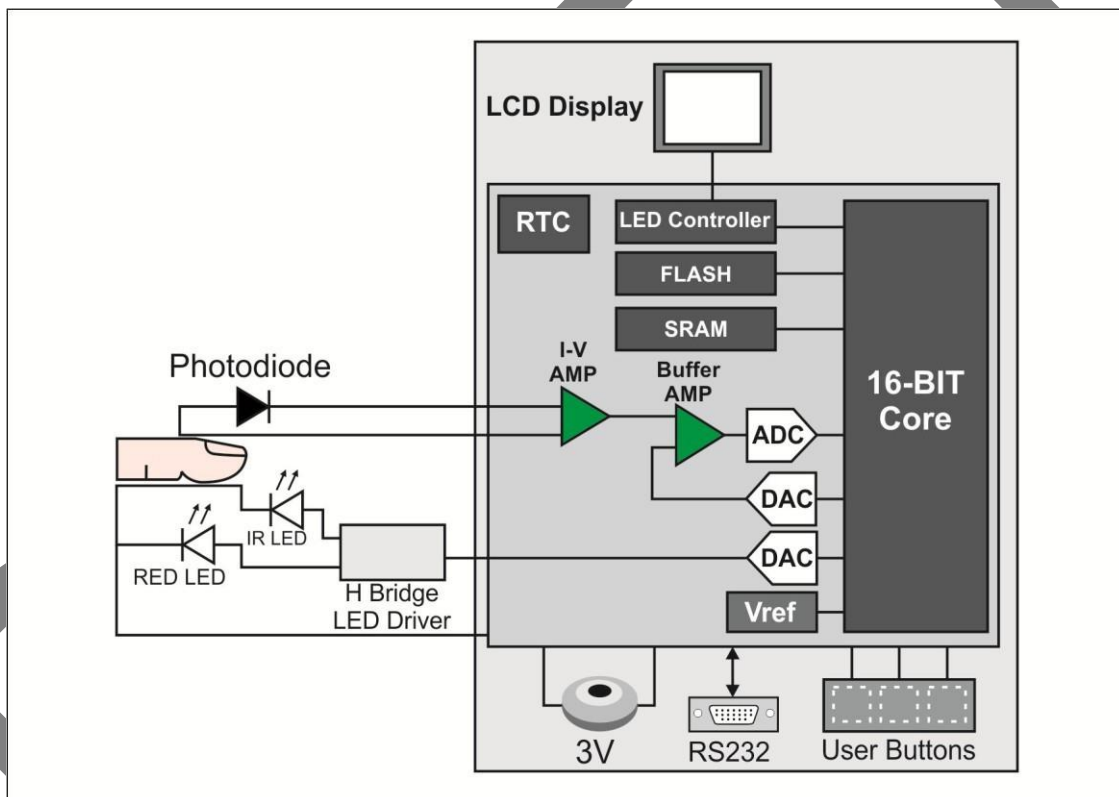 LCD Display
RTC
LED Controller
FLASH
SRAM
I-V
AMP
Buffer
AMP
16-BIT
Core
Photodiode
ADC
DAC
IR LED
RED LED
DAC
H Bridge
LED Driver
Vref
3V
RS232
User Buttons